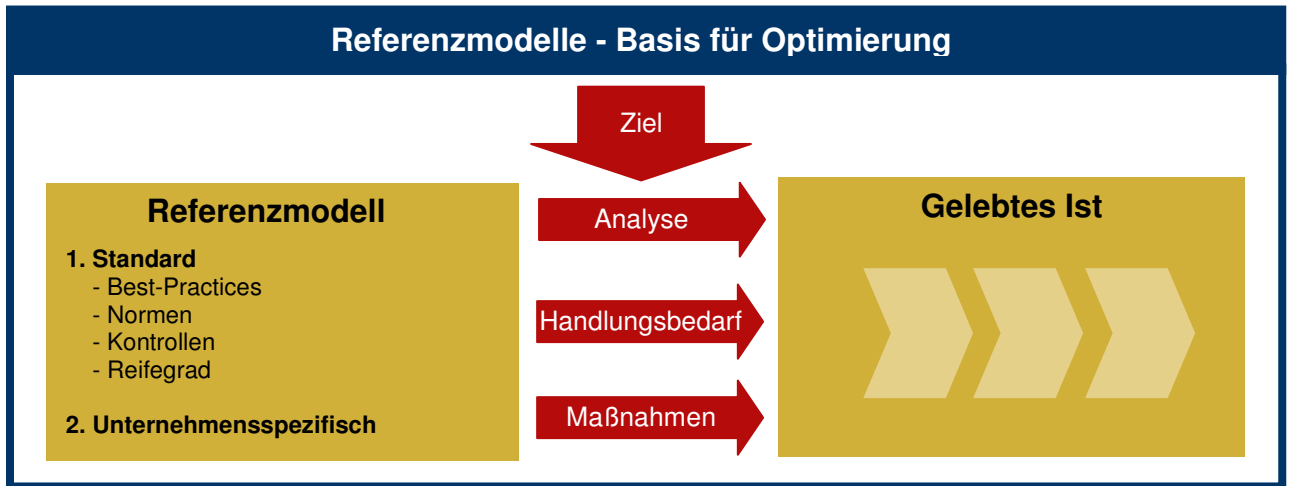 Referenzmodelle - Basis für Optimierung
Ziel
Referenzmodell
1. Standard
- Best-Practices
- Normen
- Kontrollen
- Reifegrad
2. Unternehmensspezifisch
Analyse
Handlungsbedarf
Maßnahmen
Gelebtes Ist